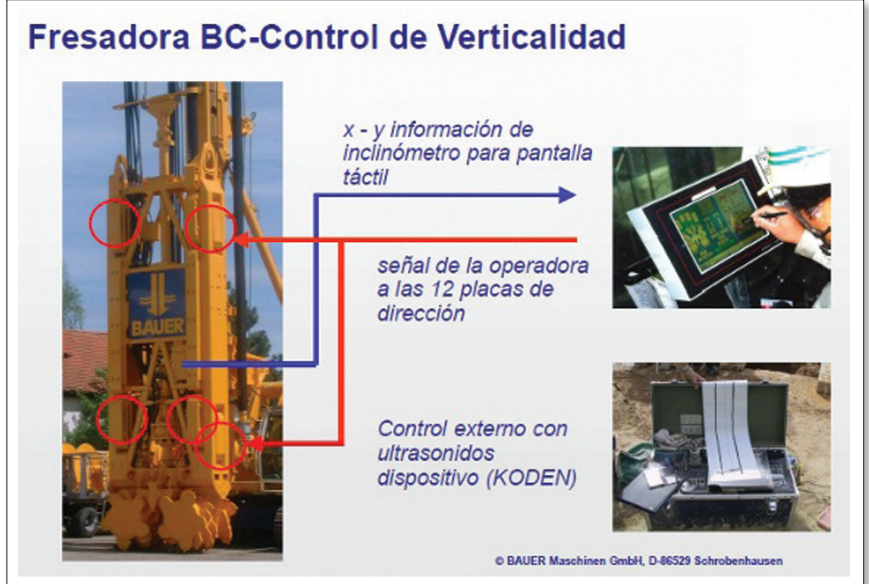 Fresadora BC-Control de Verticalidad
x - y información de
inclinómetro para pantalla
táctil
señal de la operadora
a las 12 placas de
dirección
BAUER
Control externo con
ultrasonidos
dispositivo (KODEN)
© BAUER Maschinen GmbH, D-86529 Schrobenhausen